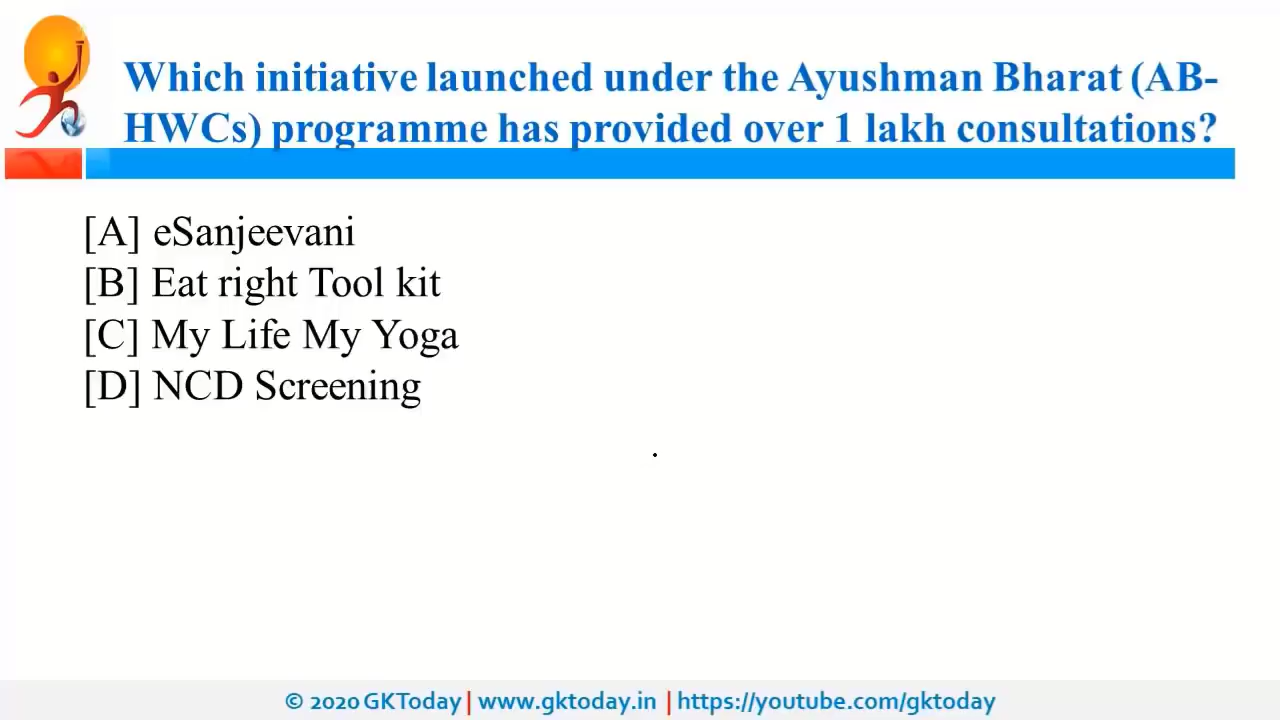 Which initiative launched under the Ayushman Bharat (AB-
HWCs) programme has provided over 1 lakh consultations?
[A] eSanjeevani
[B] Eat right Tool kit
[C] My Life My Yoga
[D] NCD Screening
© 2020 GKToday | www.gktoday.in | https://youtube.com/gktoday